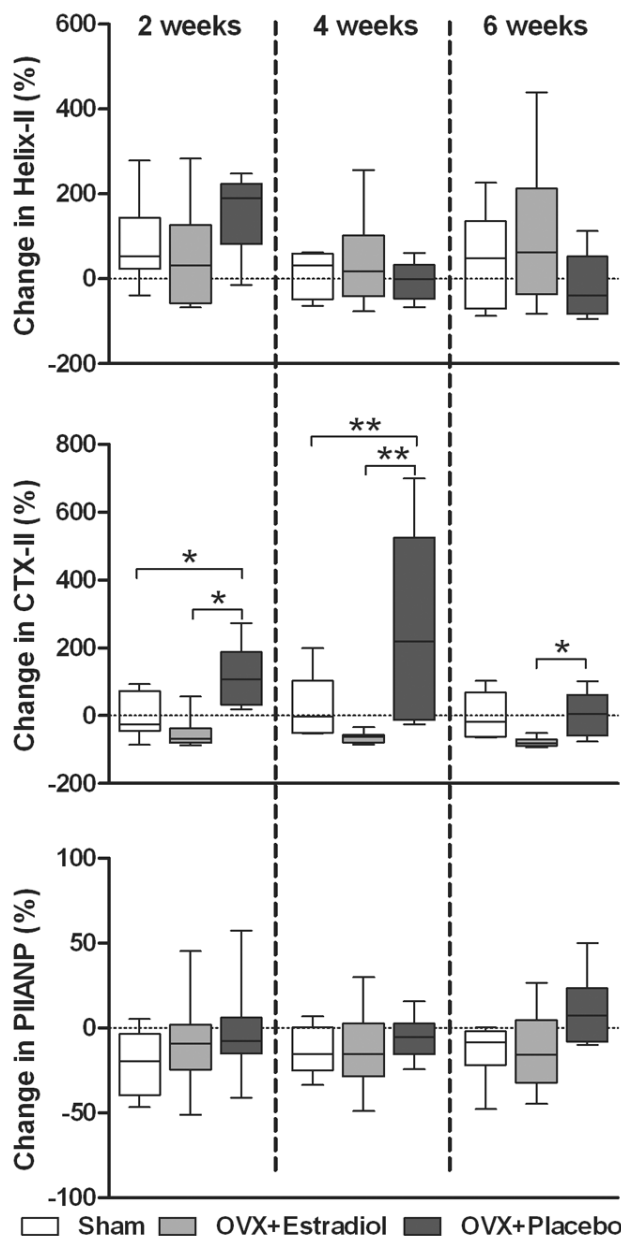 2 weeks 4 weeks 6 weeks
Change in Helix-II (%)
600
400
200
0
-200
Change in CTX-II (%)
800
600
400
200
0
-200
* * ** ** *
Change in PIIANP (%)
100
50
0
-50
-100
Sham OVX+Estradiol OVX+Placebo